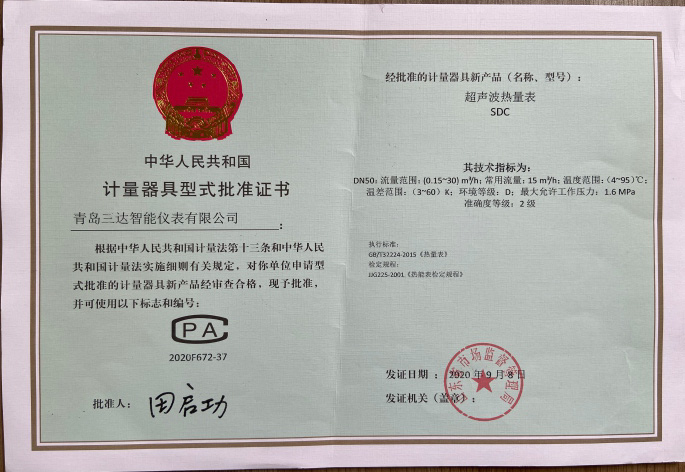 中华人民共和国
计量器具型式批准证书
青岛三达智能仪表有限公司：
根据中华人民共和国计量法第十三条和中华人民
共和国计量法实施细则有关规定，对你单位申请型
式批准的计量器具新产品经审查合格，现予批准，
并可使用以下标志和编号：
CPA
2020F672-37
批准人：田启功
经批准的计量器具新产品（名称、型号）：
超声波热量表
SDC
其技术指标为：
DN50：流量范围：(0.15~30) m³/h；常用流量：15 m³/h；温度范围：（4~95）℃；
温差范围：（3~60）K；环境等级：D；最大允许工作压力：1.6 MPa
准确度等级：2 级
执行标准：
GB/T32224-2015《热量表》
检定规程：
JJG225-2001《热能表检定规程》
发证日期：2020 年 9 月 8 日
发证机关（盖章）：
东省市场监督管理局